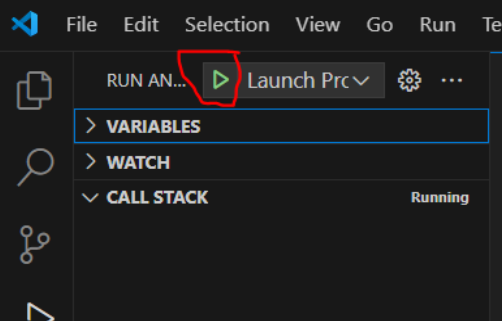 File Edit Selection View Go Run Te
RUN AN... Launch Prc
VARIABLES
WATCH
CALL STACK Running